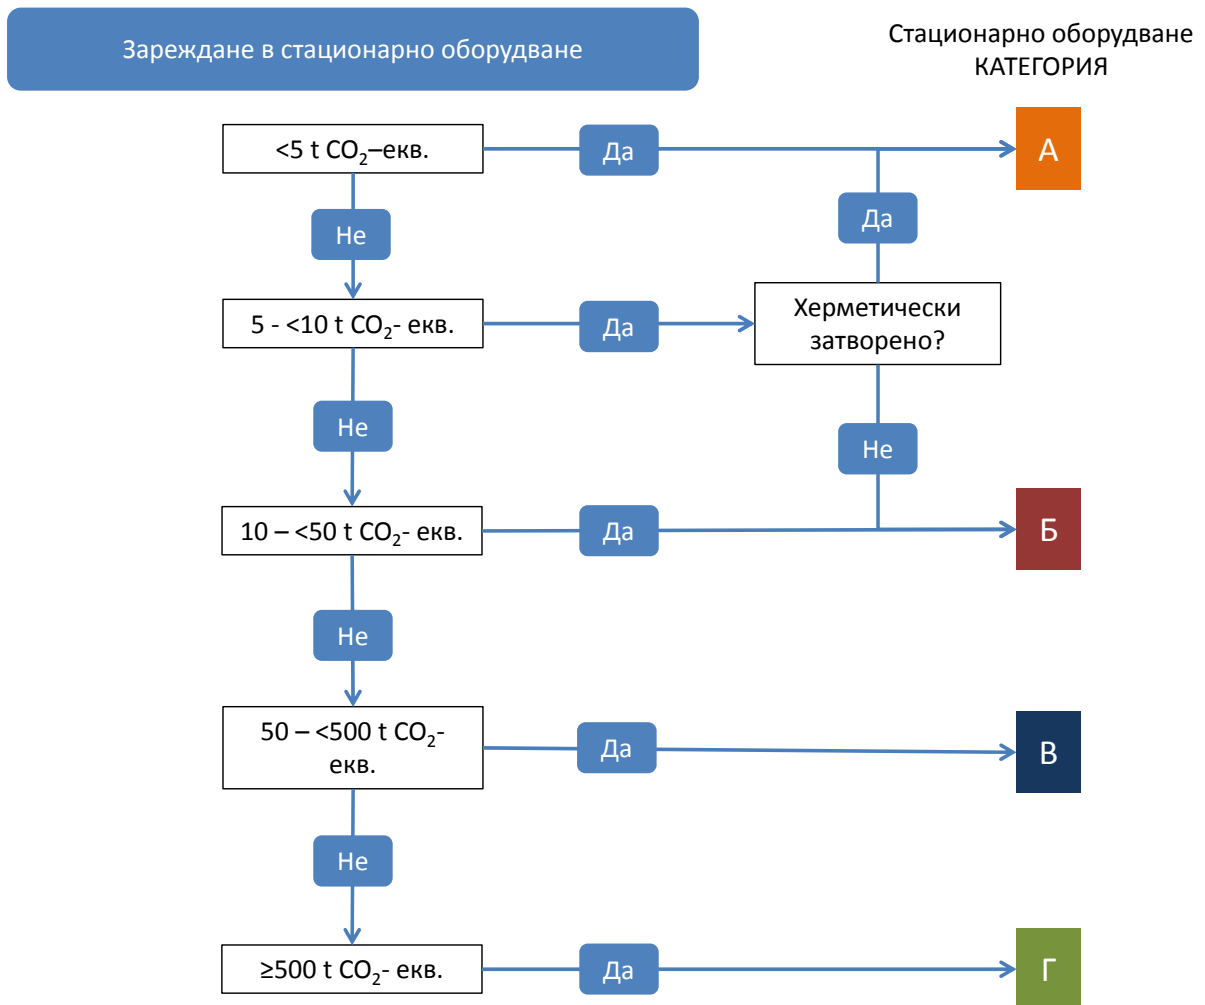 Зареждане в стационарно оборудване
Стационарно оборудване
КАТЕГОРИЯ
<5 t CO₂–екв.
Да
А
Не
Да
5 - <10 t CO₂- екв.
Да
Херметически
затворено?
Не
Не
10 – <50 t CO₂- екв.
Да
Б
Не
50 – <500 t CO₂-
екв.
Да
В
Не
≥500 t CO₂- екв.
Да
Г